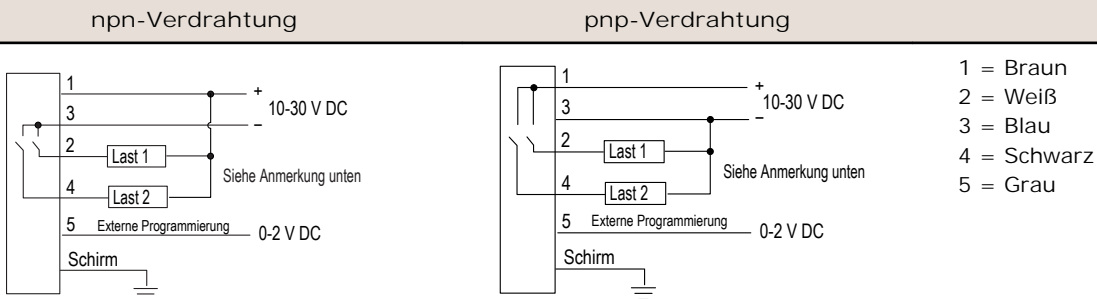 npn-Verdrahtung
pnp-Verdrahtung
1
+
10-30 V DC
3
–
2
Last 1
Siehe Anmerkung unten
4
Last 2
5 Externe Programmierung 0-2 V DC
Schirm
1
+
10-30 V DC
3
–
2
Last 1
Siehe Anmerkung unten
4
Last 2
5 Externe Programmierung 0-2 V DC
Schirm
1 = Braun
2 = Weiß
3 = Blau
4 = Schwarz
5 = Grau